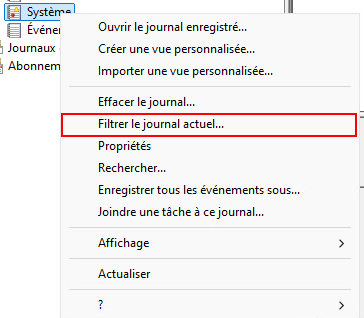 Système
Ouvrir le journal enregistré...
Événe
Créer une vue personnalisée...
Journaux
Importer une vue personnalisée...
Abonnem
Effacer le journal...
Filtrer le journal actuel...
Propriétés
Rechercher...
Enregistrer tous les événements sous...
Joindre une tâche à ce journal...
Affichage
Actualiser
?